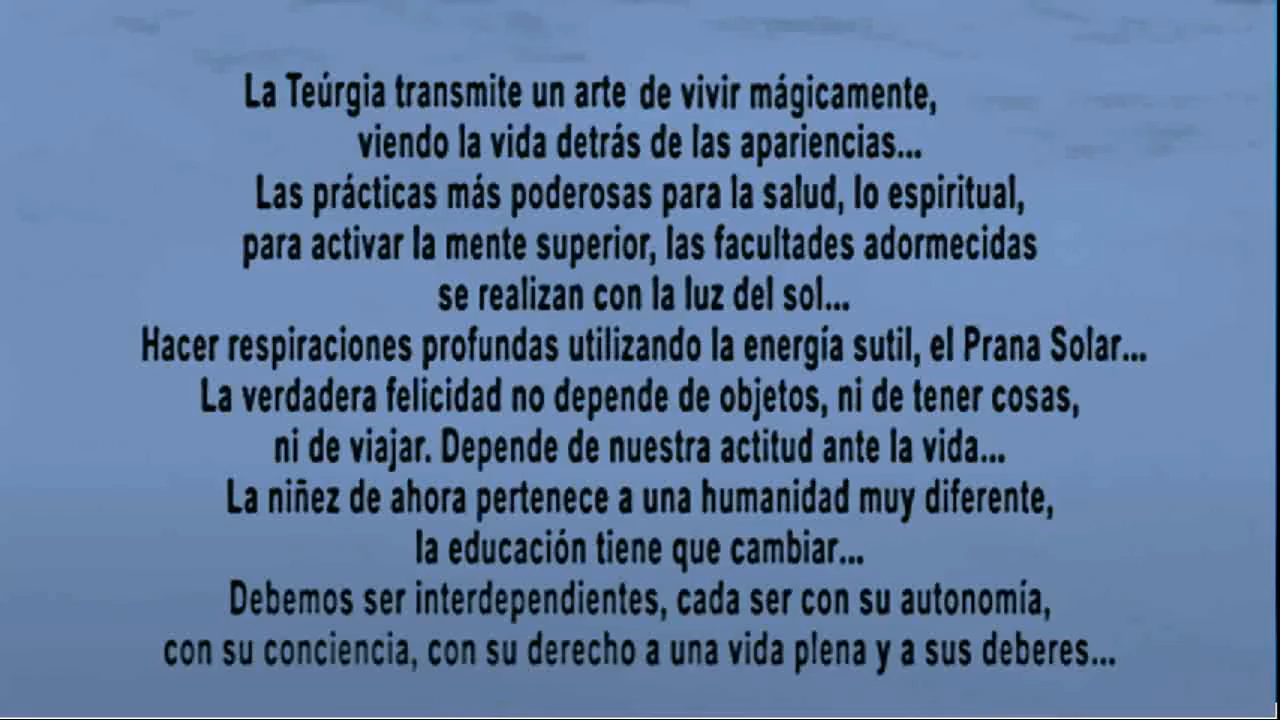 La Teúrgia transmite un arte de vivir mágicamente,
viendo la vida detrás de las apariencias...
Las prácticas más poderosas para la salud, lo espiritual,
para activar la mente superior, las facultades adormecidas
se realizan con la luz del sol...
Hacer respiraciones profundas utilizando la energía sutil, el Prana Solar...
La verdadera felicidad no depende de objetos, ni de tener cosas,
ni de viajar. Depende de nuestra actitud ante la vida...
La niñez de ahora pertenece a una humanidad muy diferente,
la educación tiene que cambiar...
Debemos ser interdependientes, cada ser con su autonomía,
con su conciencia, con su derecho a una vida plena y a sus deberes...